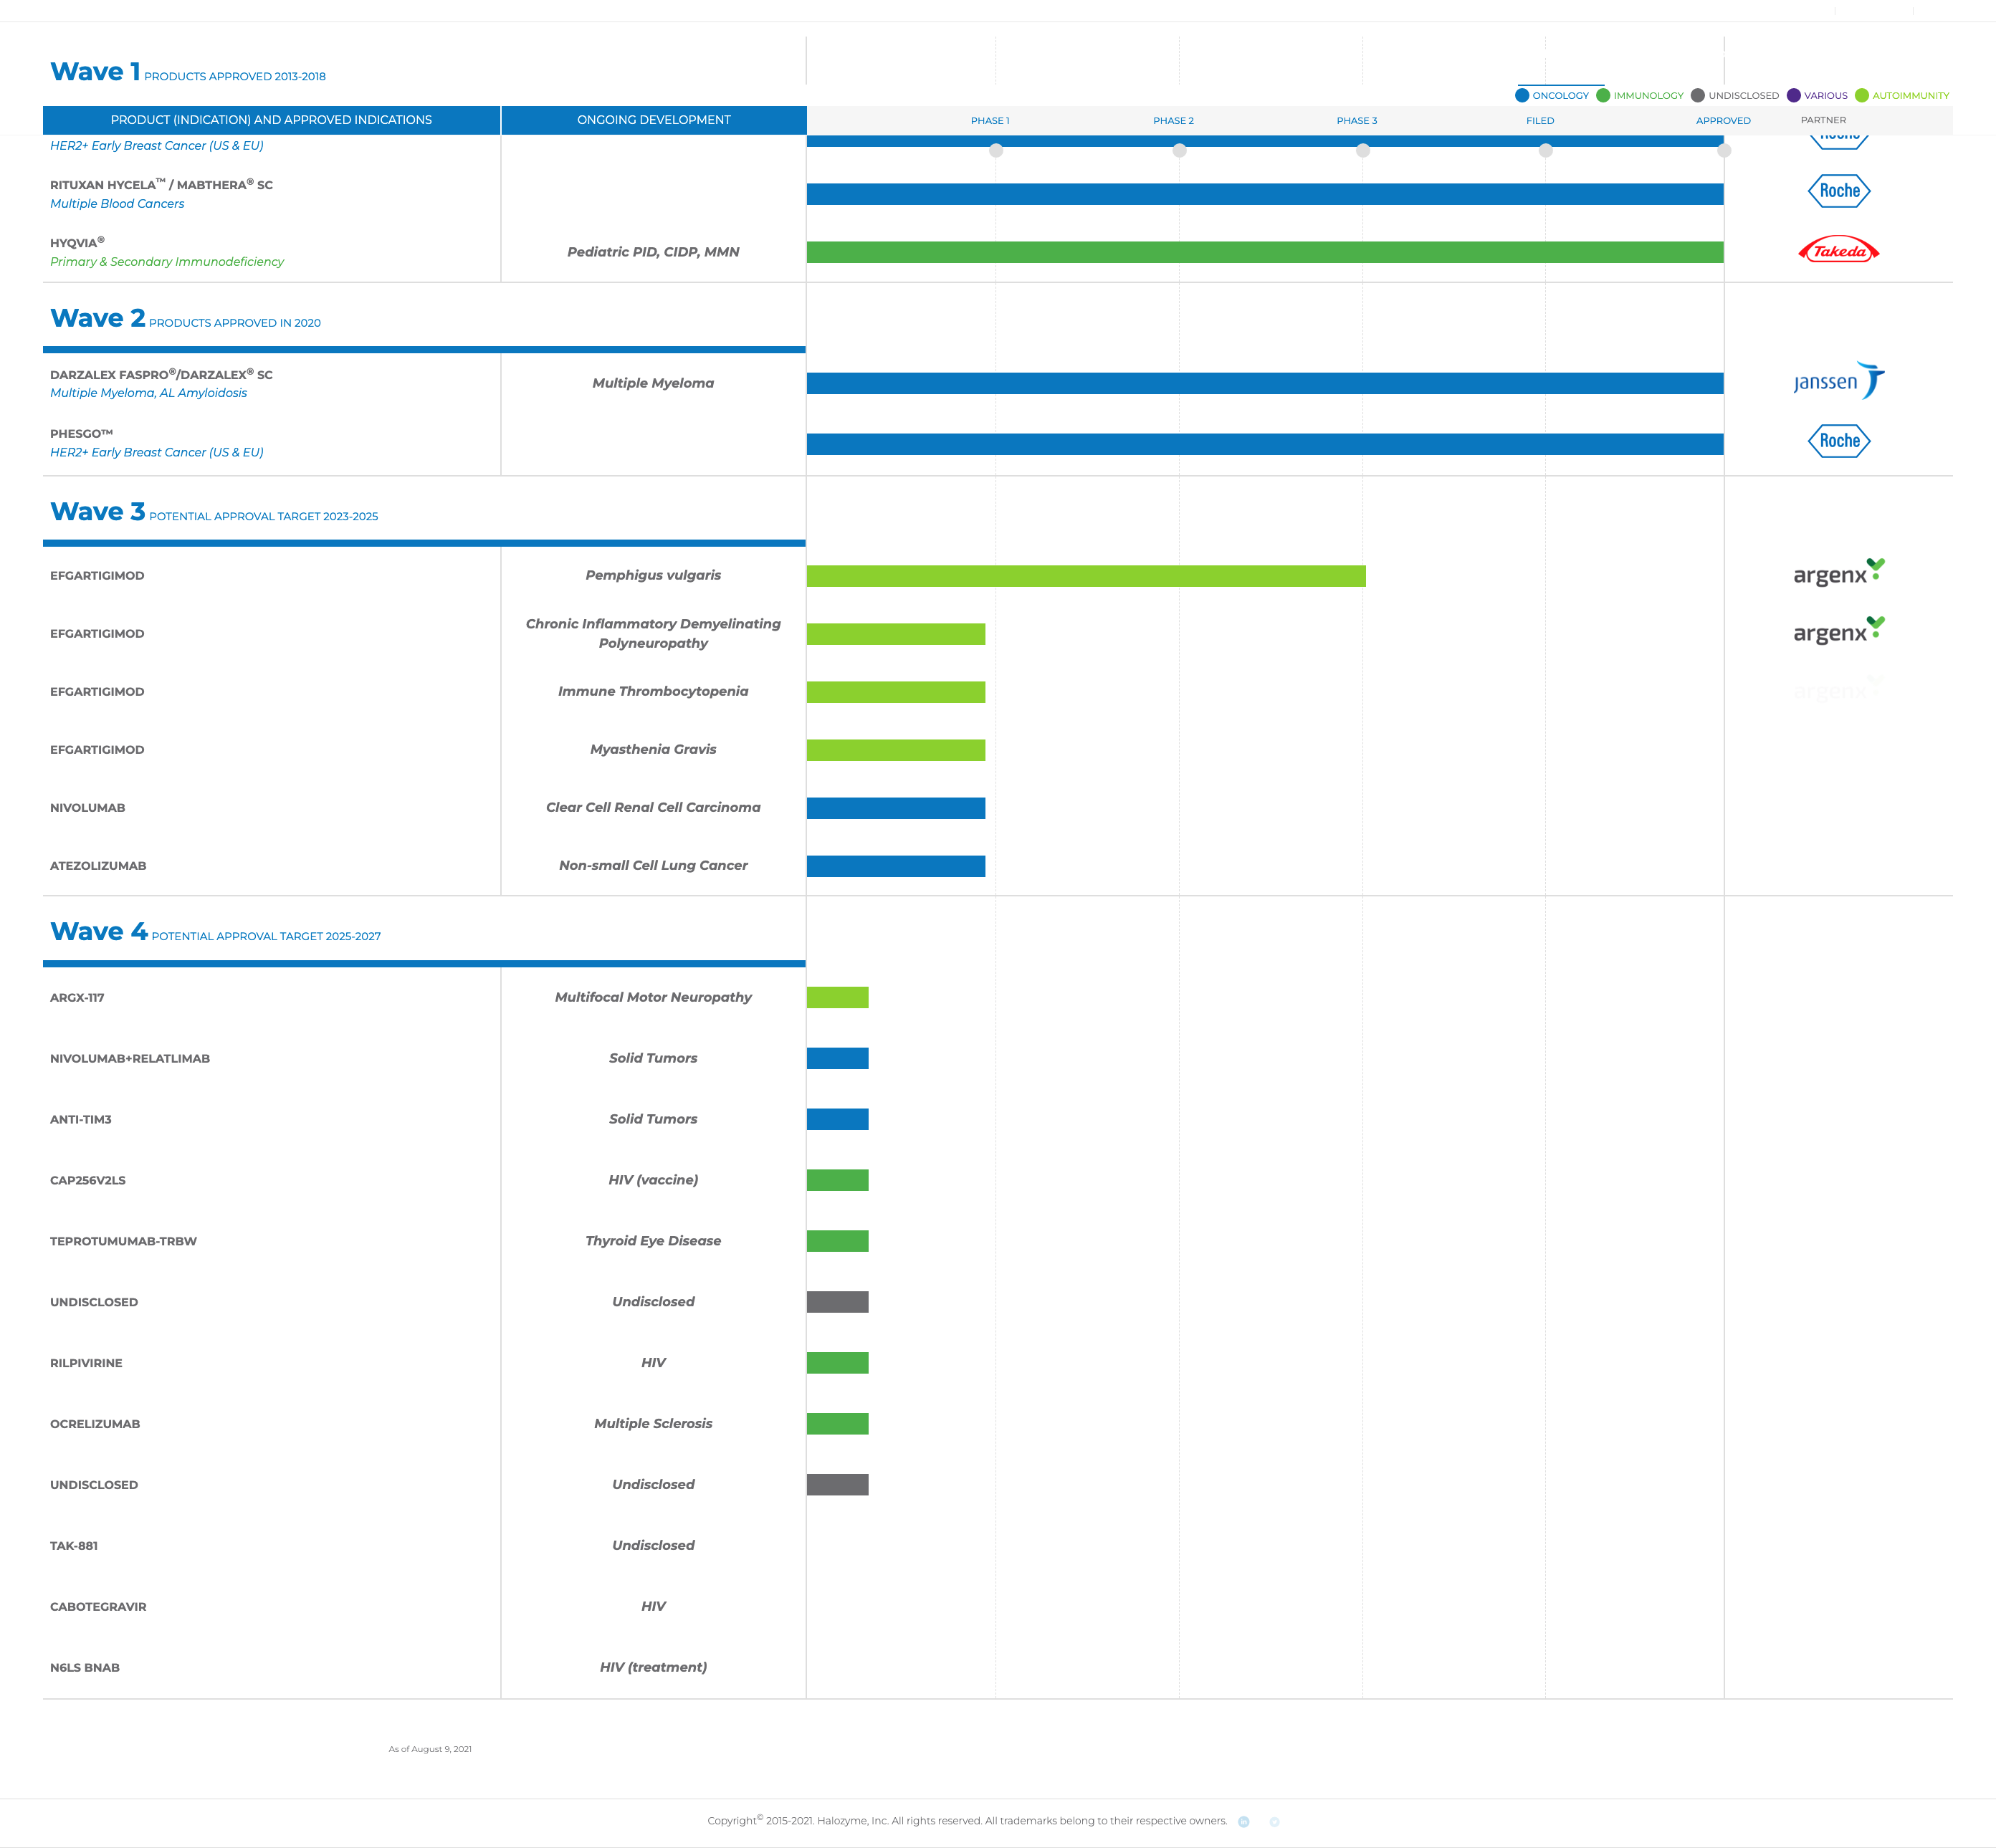 Wave 1 PRODUCTS APPROVED 2013-2018
ONCOLOGY IMMUNOLOGY UNDISCLOSED VARIOUS AUTOIMMUNITY
PRODUCT (INDICATION) AND APPROVED INDICATIONS ONGOING DEVELOPMENT PHASE 1 PHASE 2 PHASE 3 FILED APPROVED PARTNER
HER2+ Early Breast Cancer (US & EU)
RITUXAN HYCELA™ / MABTHERA® SC
Multiple Blood Cancers
Roche
HYQVIA®
Primary & Secondary Immunodeficiency
Pediatric PID, CIDP, MMN
Takeda
Wave 2 PRODUCTS APPROVED IN 2020
DARZALEX FASPRO®/DARZALEX® SC
Multiple Myeloma, AL Amyloidosis
Multiple Myeloma
janssen
PHESGO™
HER2+ Early Breast Cancer (US & EU)
Roche
Wave 3 POTENTIAL APPROVAL TARGET 2023-2025
EFGARTIGIMOD Pemphigus vulgaris argenx
EFGARTIGIMOD
Chronic Inflammatory Demyelinating
Polyneuropathy
argenx
EFGARTIGIMOD Immune Thrombocytopenia argenx
EFGARTIGIMOD Myasthenia Gravis
NIVOLUMAB Clear Cell Renal Cell Carcinoma
ATEZOLIZUMAB Non-small Cell Lung Cancer
Wave 4 POTENTIAL APPROVAL TARGET 2025-2027
ARGX-117 Multifocal Motor Neuropathy
NIVOLUMAB+RELATLIMAB Solid Tumors
ANTI-TIM3 Solid Tumors
CAP256V2LS HIV (vaccine)
TEPROTUMUMAB-TRBW Thyroid Eye Disease
UNDISCLOSED Undisclosed
RILPIVIRINE HIV
OCRELIZUMAB Multiple Sclerosis
UNDISCLOSED Undisclosed
TAK-881 Undisclosed
CABOTEGRAVIR HIV
N6LS BNAB HIV (treatment)
As of August 9, 2021
Copyright© 2015-2021. Halozyme, Inc. All rights reserved. All trademarks belong to their respective owners. in